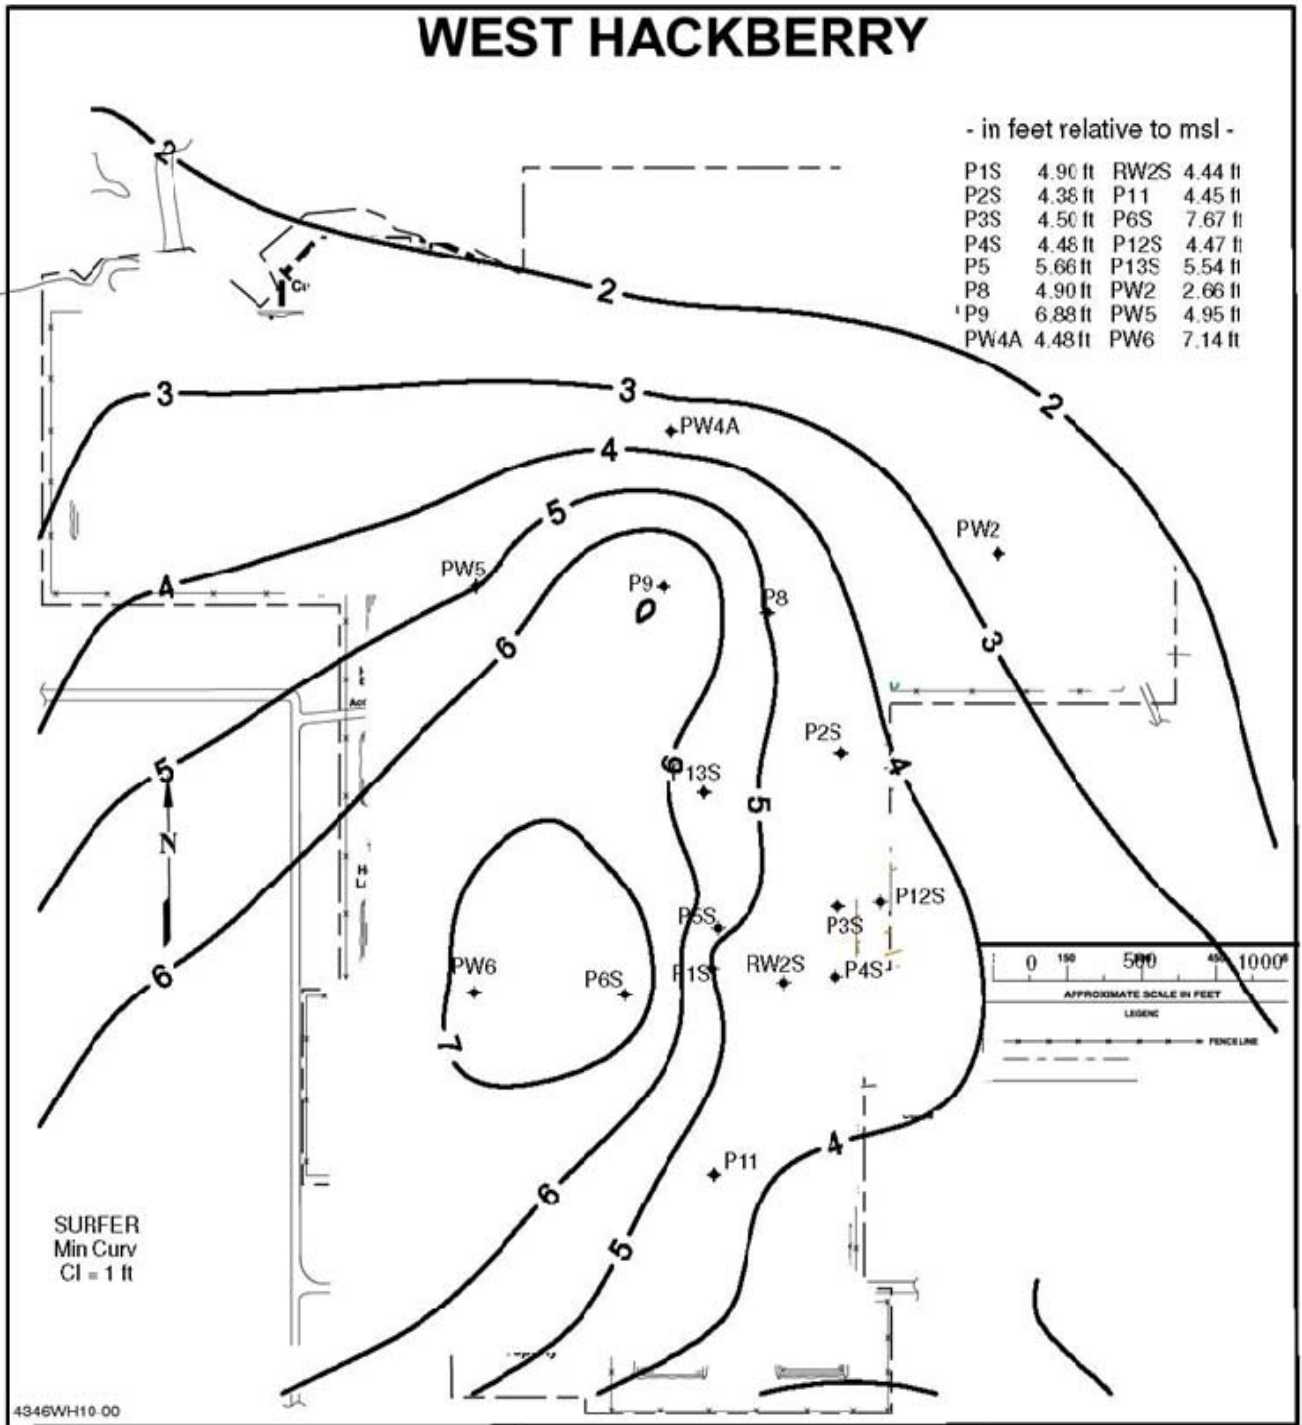 WEST HACKBERRY
- in feet relative to msl -
P1S 4.90 ft RW2S 4.44 ft
P2S 4.38 ft P11 4.45 ft
P3S 4.50 ft P6S 7.67 ft
P4S 4.48 ft P12S 4.47 ft
P5 5.66 ft P13S 5.54 ft
P8 4.90 ft PW2 2.66 ft
P9 6.88 ft PW5 4.95 ft
PW4A 4.48 ft PW6 7.14 ft
2
2
2
3
3
PW4A
4
5
PW2
PW5
P9
P8
4
6
3
P2S
6
P13S
4
5
5
N
P12S
P5S
P3S
PW6
P6S
P1S
RW2S
P4S
6
0 150 500 450 1000
APPROXIMATE SCALE IN FEET
LEGEND
FENCELINE
7
4
P11
6
5
SURFER
Min Curv
CI = 1 ft
4346WH10-00